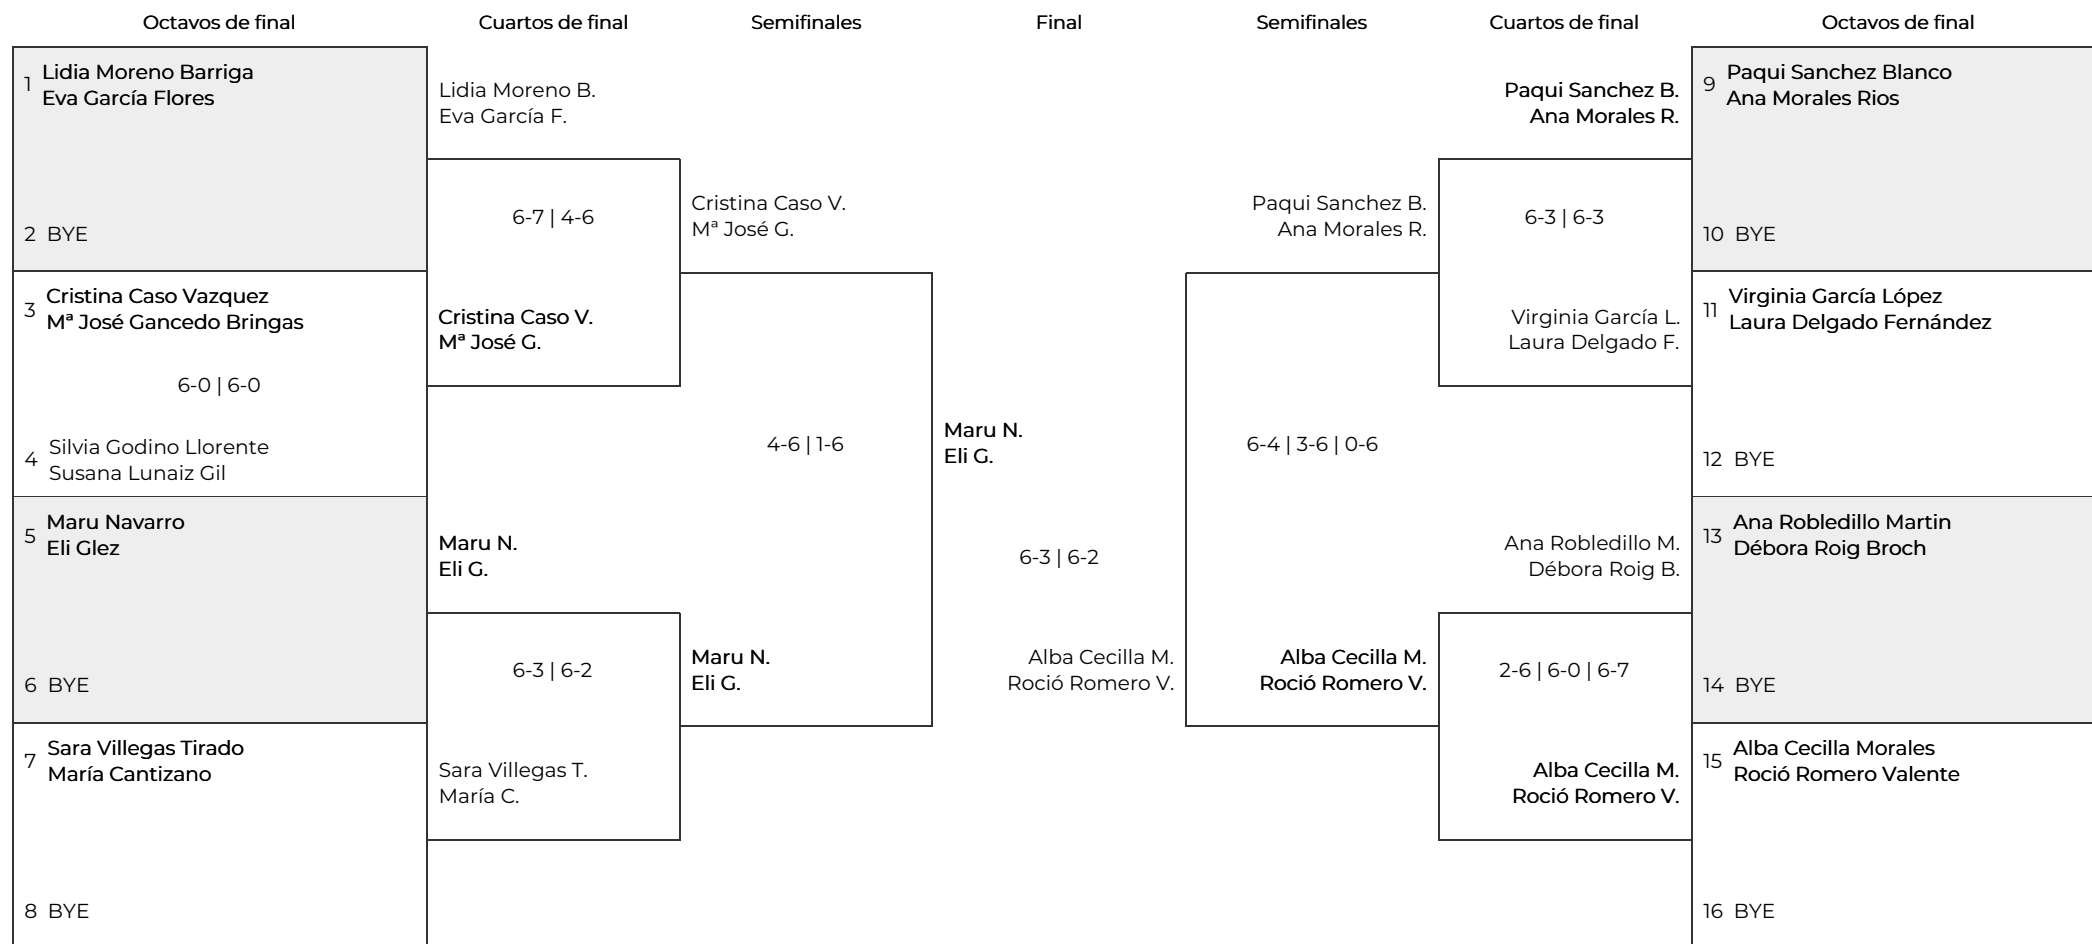 Octavos de final
Cuartos de final
Semifinales
Final
Semifinales
Cuartos de final
Octavos de final
1
Lidia Moreno Barriga
Eva García Flores
2 BYE
3
Cristina Caso Vazquez
Mª José Gancedo Bringas
6-0 | 6-0
4
Silvia Godino Llorente
Susana Lunaiz Gil
5
Maru Navarro
Eli Glez
6 BYE
7
Sara Villegas Tirado
María Cantizano
8 BYE
Lidia Moreno B.
Eva García F.
6-7 | 4-6
Cristina Caso V.
Mª José G.
Maru N.
Eli G.
6-3 | 6-2
Sara Villegas T.
María C.
Cristina Caso V.
Mª José G.
4-6 | 1-6
Maru N.
Eli G.
Maru N.
Eli G.
6-3 | 6-2
Alba Cecilla M.
Roció Romero V.
Paqui Sanchez B.
Ana Morales R.
6-4 | 3-6 | 0-6
Alba Cecilla M.
Roció Romero V.
Paqui Sanchez B.
Ana Morales R.
6-3 | 6-3
Virginia García L.
Laura Delgado F.
Ana Robledillo M.
Débora Roig B.
2-6 | 6-0 | 6-7
Alba Cecilla M.
Roció Romero V.
9
Paqui Sanchez Blanco
Ana Morales Rios
10 BYE
11
Virginia García López
Laura Delgado Fernández
12 BYE
13
Ana Robledillo Martin
Débora Roig Broch
14 BYE
15
Alba Cecilla Morales
Roció Romero Valente
16 BYE